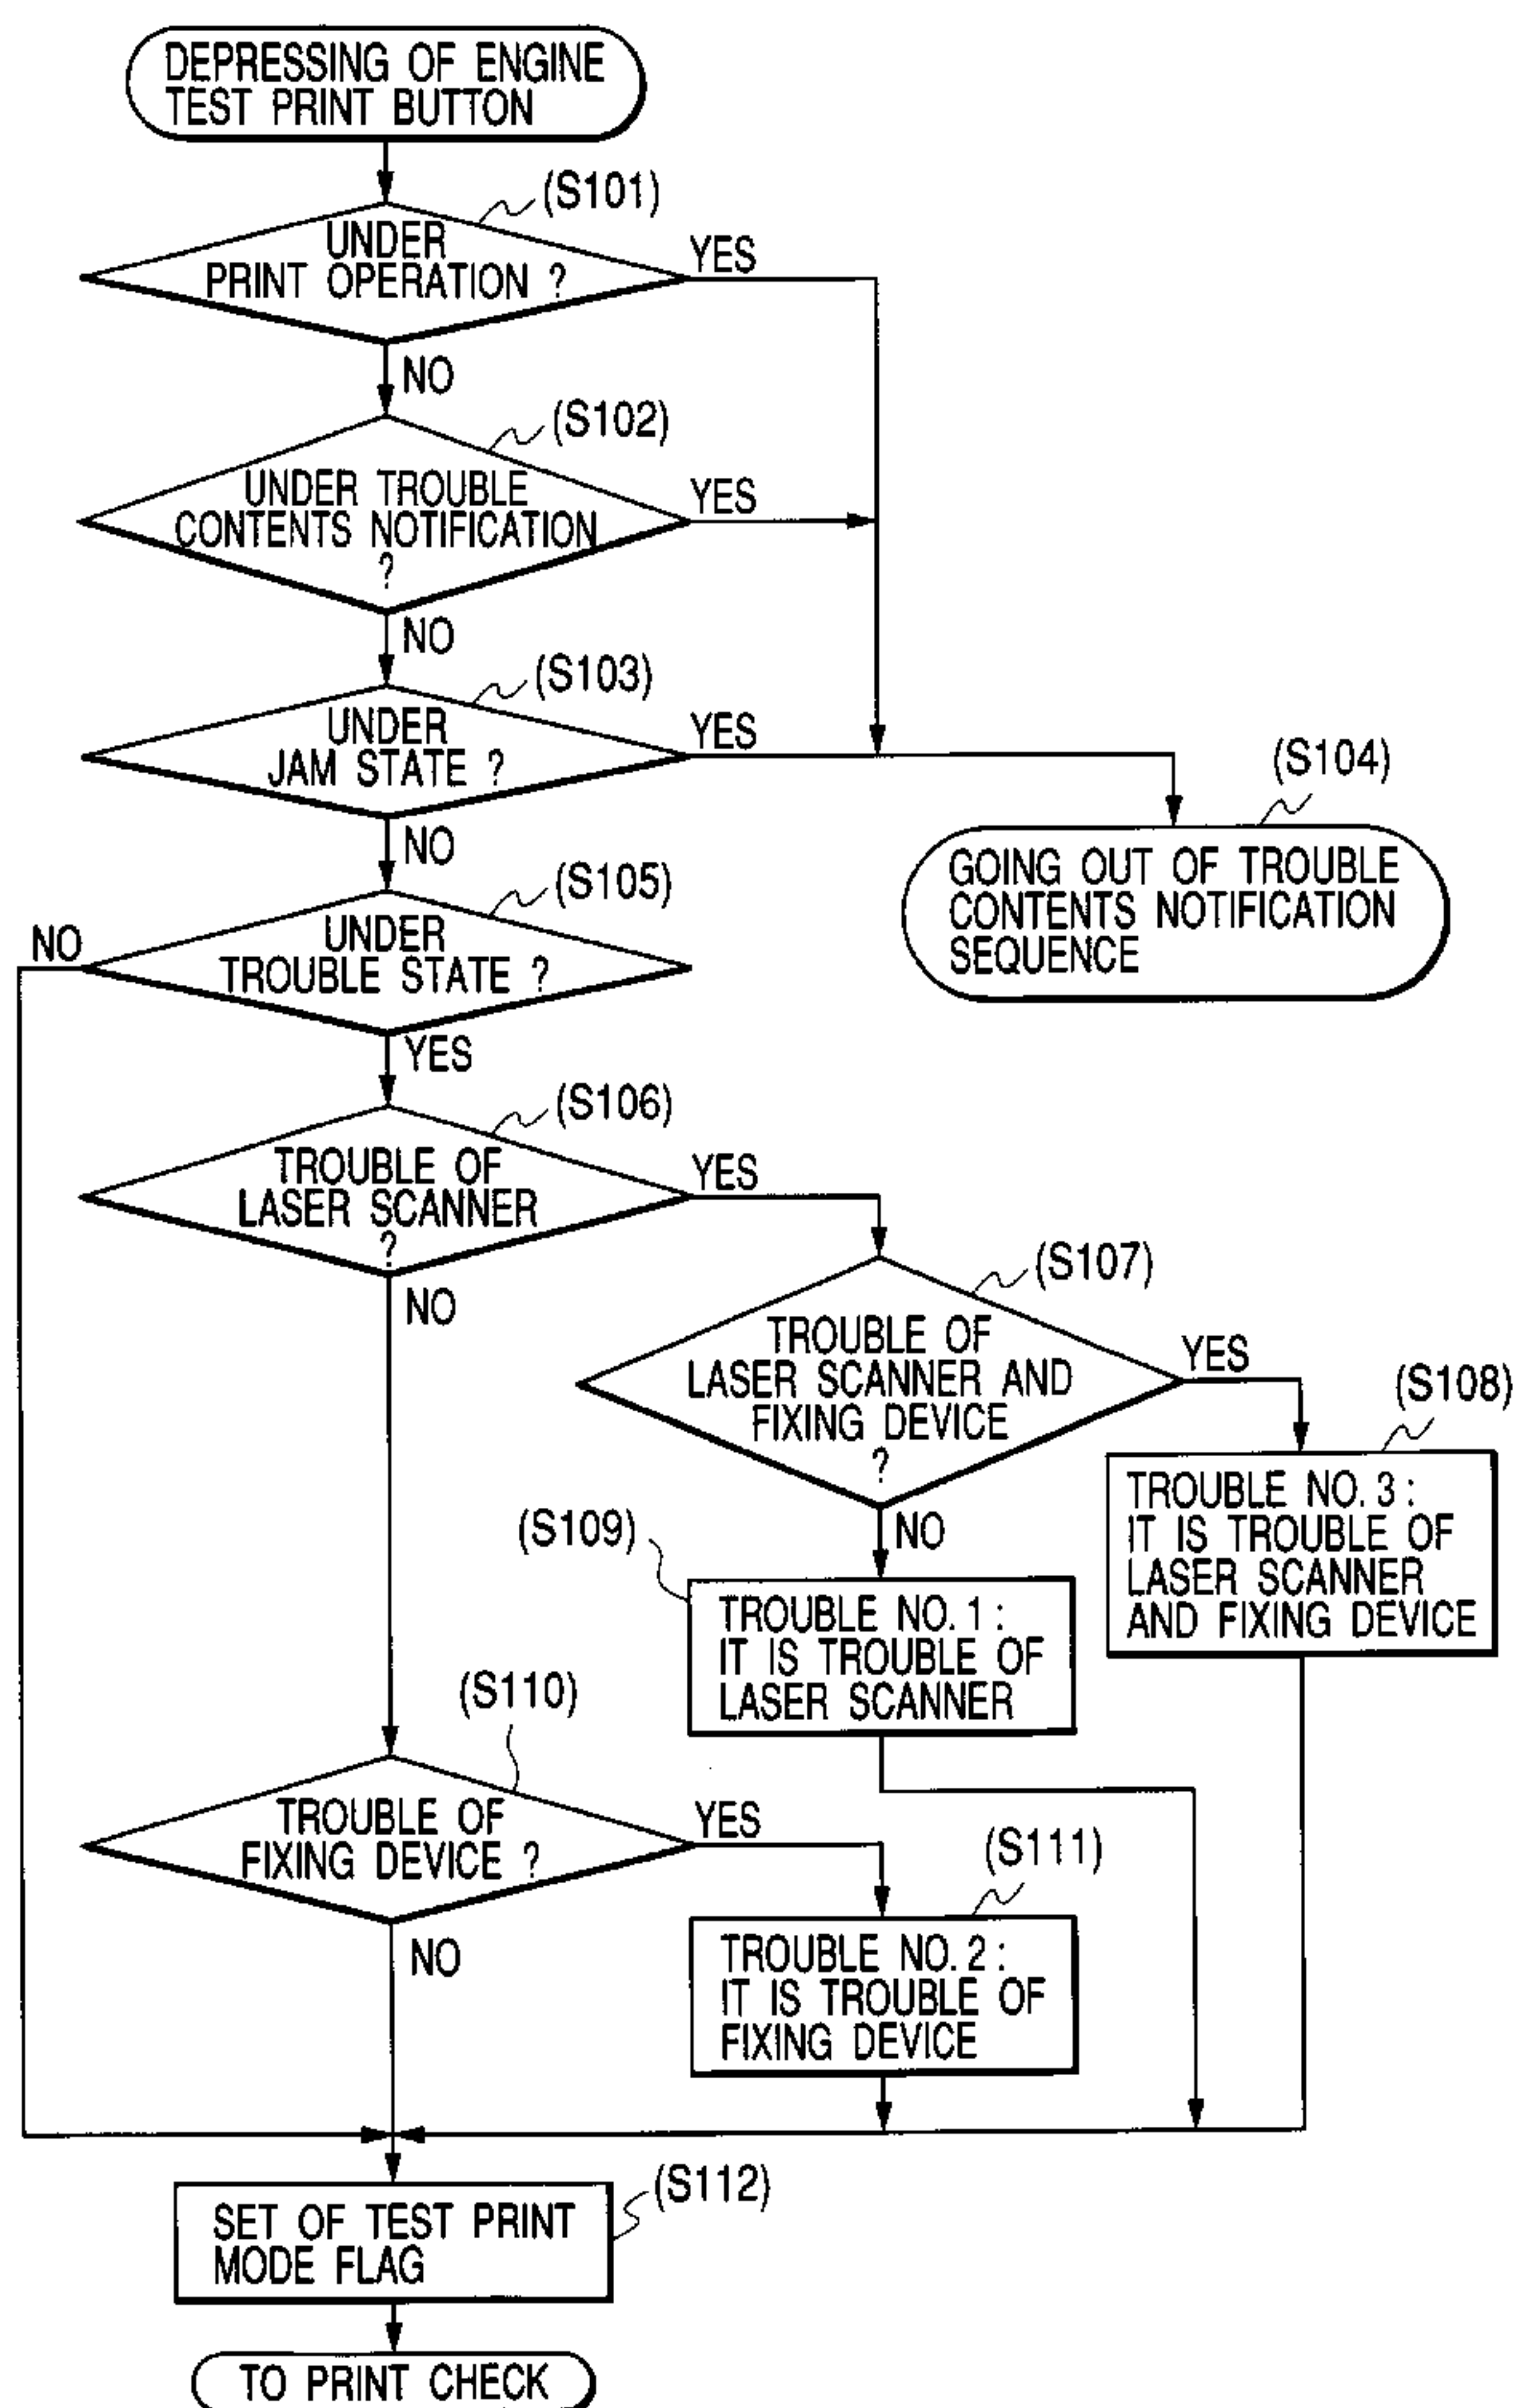 DEPRESSING OF ENGINE
TEST PRINT BUTTON
(S101)
UNDER
PRINT OPERATION ?
YES
NO
(S102)
UNDER TROUBLE
CONTENTS NOTIFICATION
?
YES
NO
(S103)
UNDER
JAM STATE ?
YES
NO
(S104)
GOING OUT OF TROUBLE
CONTENTS NOTIFICATION
SEQUENCE
(S105)
NO
UNDER
TROUBLE STATE ?
YES
(S106)
TROUBLE OF
LASER SCANNER
?
YES
NO
(S107)
TROUBLE OF
LASER SCANNER AND
FIXING DEVICE
?
YES
NO
(S108)
TROUBLE NO. 3 :
IT IS TROUBLE OF
LASER SCANNER
AND FIXING DEVICE
(S109)
TROUBLE NO. 1 :
IT IS TROUBLE OF
LASER SCANNER
(S110)
TROUBLE OF
FIXING DEVICE ?
YES
NO
(S111)
TROUBLE NO. 2 :
IT IS TROUBLE OF
FIXING DEVICE
(S112)
SET OF TEST PRINT
MODE FLAG
TO PRINT CHECK